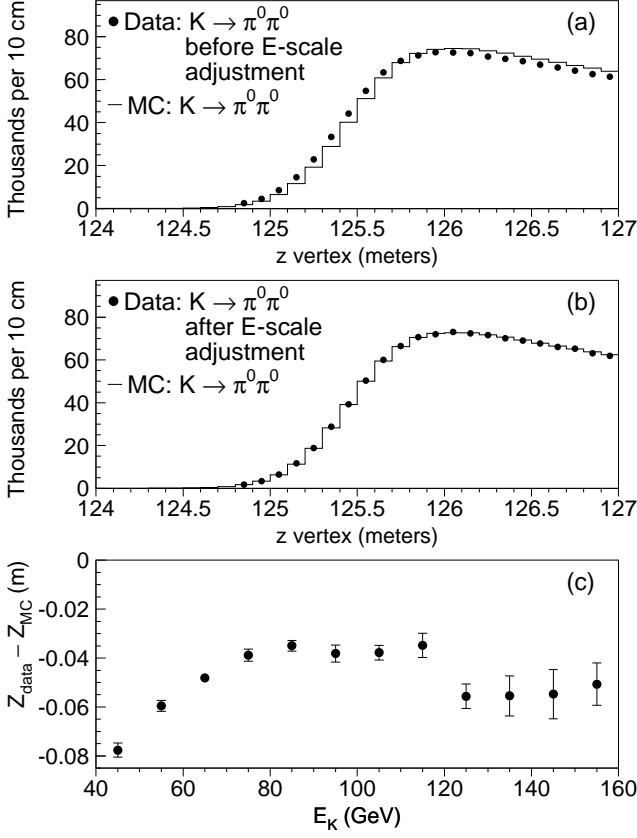 Thousands per 10 cm
80
60
40
20
0
● Data: K → π⁰π⁰
before E-scale
adjustment
— MC: K → π⁰π⁰
(a)
124 124.5 125 125.5 126 126.5 127
z vertex (meters)
Thousands per 10 cm
80
60
40
20
0
● Data: K → π⁰π⁰
after E-scale
adjustment
— MC: K → π⁰π⁰
(b)
124 124.5 125 125.5 126 126.5 127
z vertex (meters)
Z_data − Z_MC (m)
0
-0.02
-0.04
-0.06
-0.08
(c)
40 60 80 100 120 140 160
E_K (GeV)